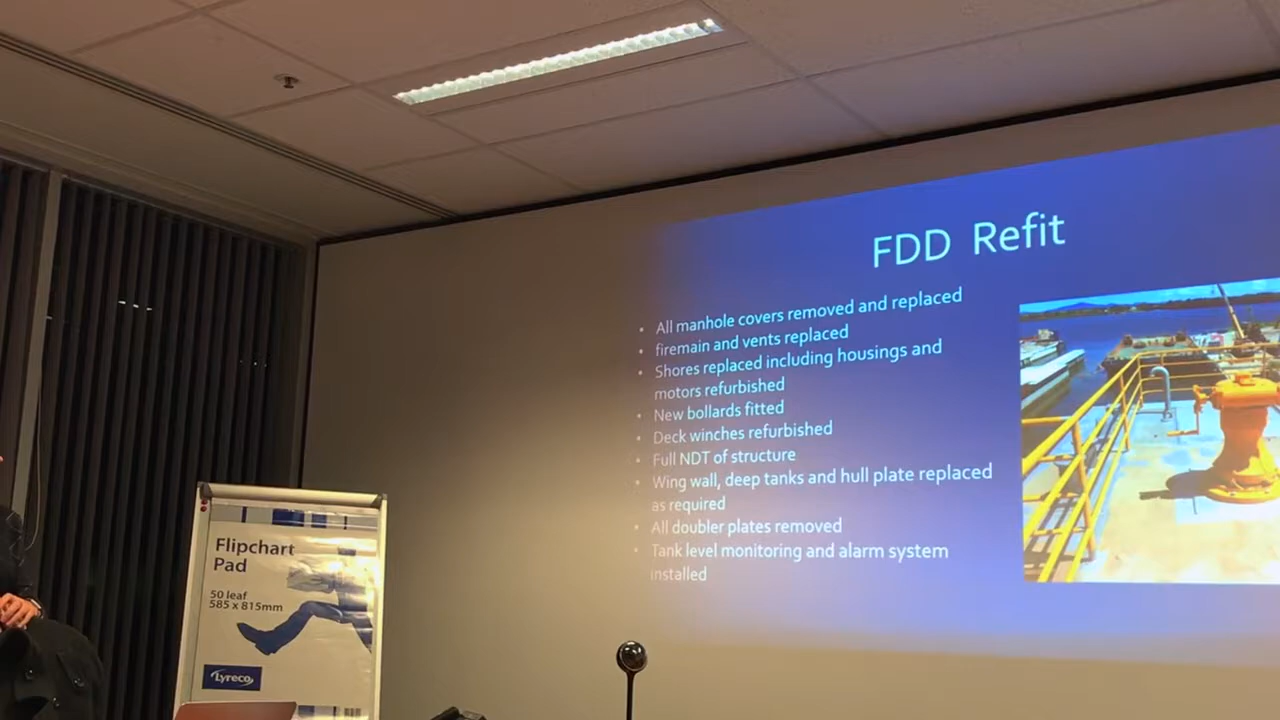 FDD Refit
• All manhole covers removed and replaced
• firemain and vents replaced
• Shores replaced including housings and
motors refurbished
• New bollards fitted
• Deck winches refurbished
• Full NDT of structure
• Wing wall, deep tanks and hull plate replaced
as required
• All doubler plates removed
• Tank level monitoring and alarm system
installed
Flipchart
Pad
50 leaf
585 x 815mm
Lyreco